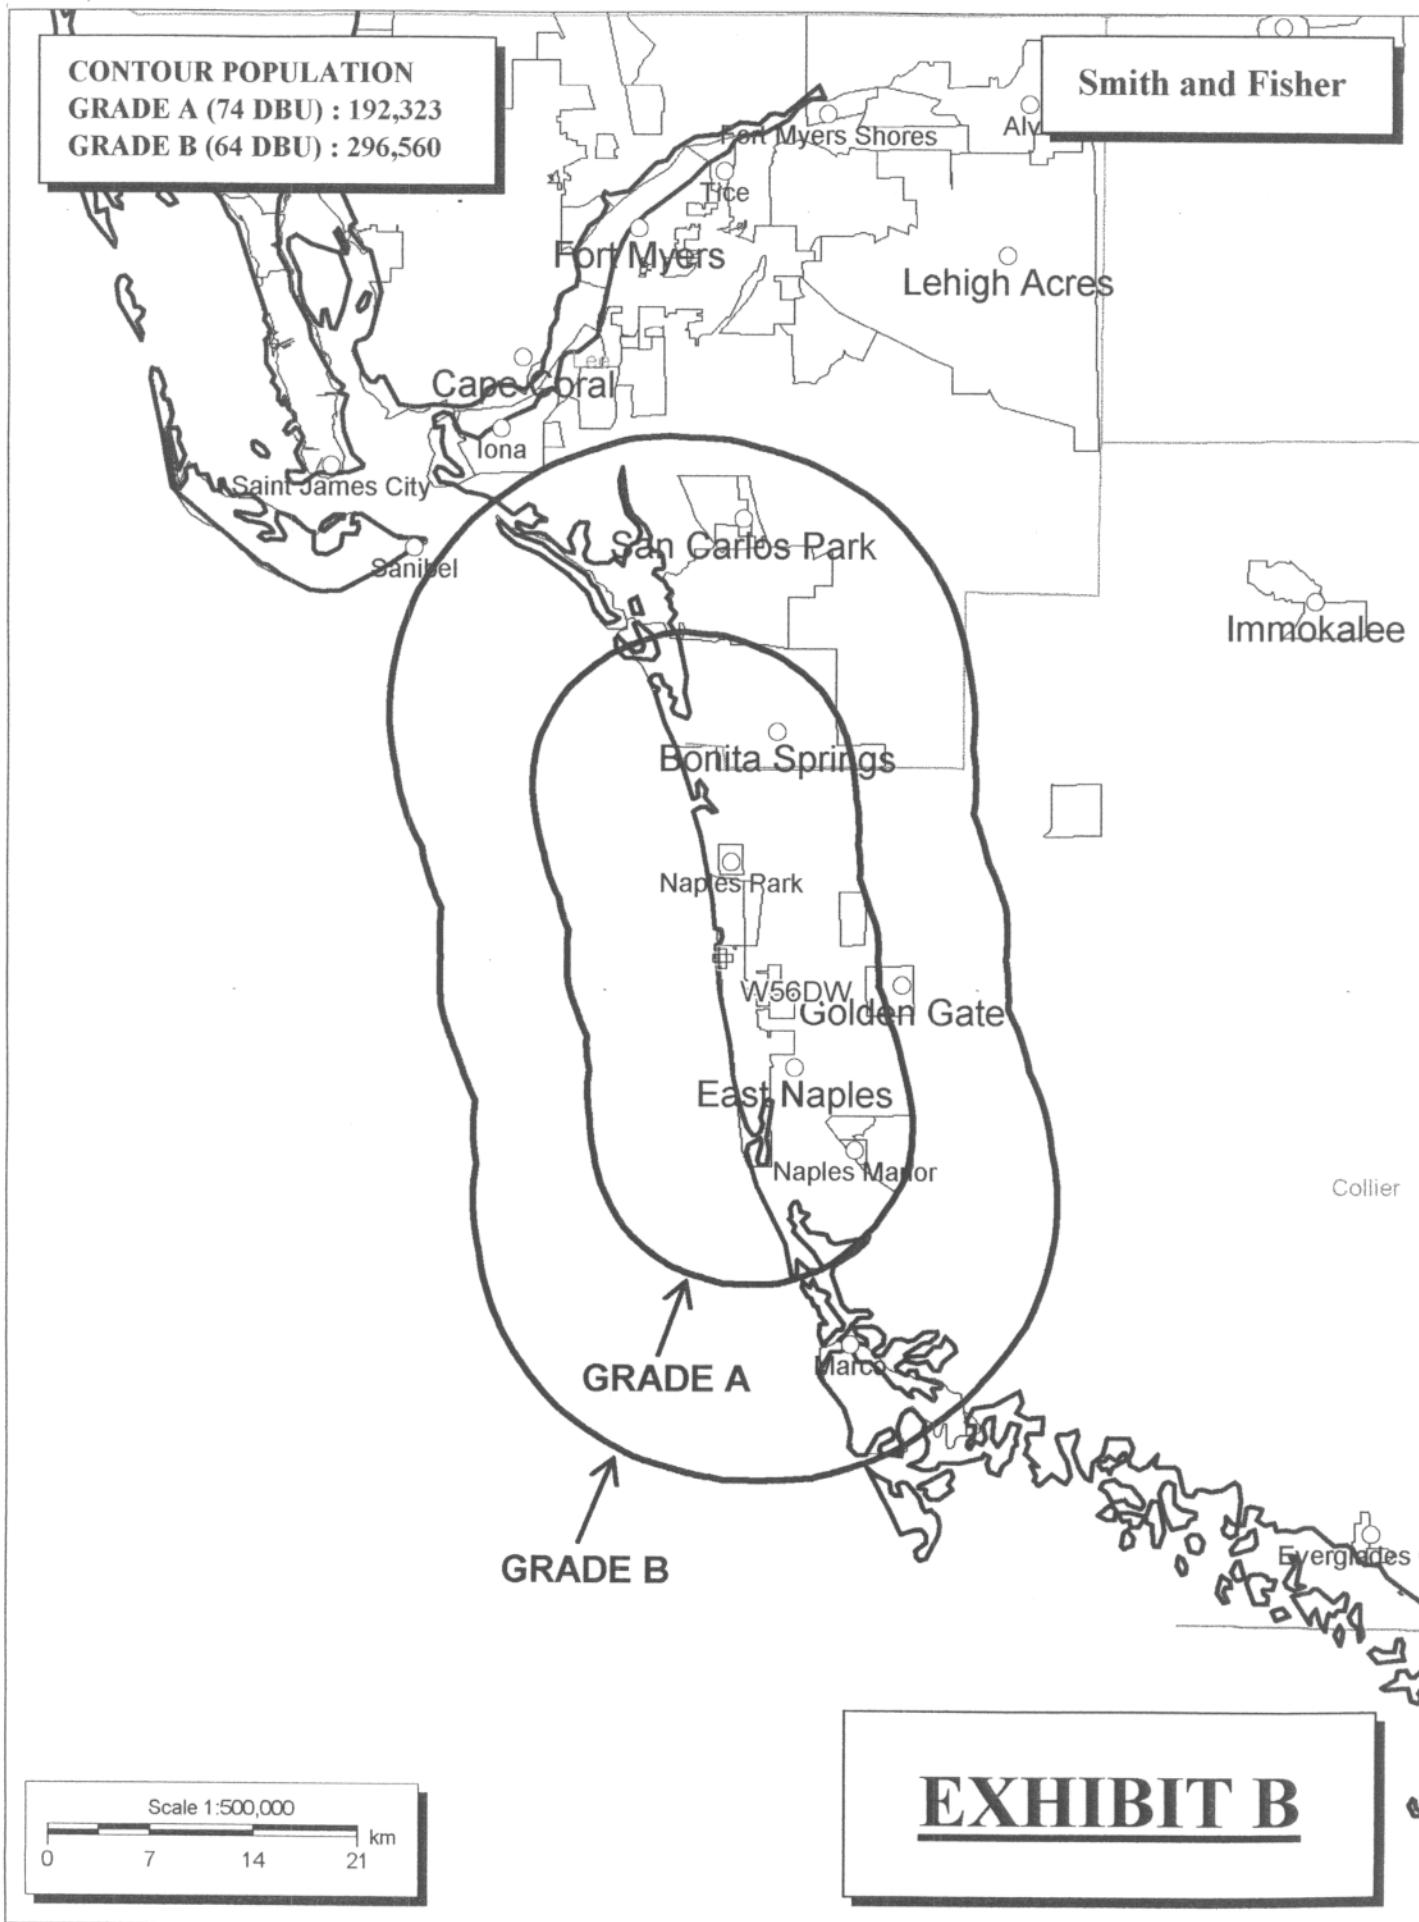 CONTOUR POPULATION
GRADE A (74 DBU) : 192,323
GRADE B (64 DBU) : 296,560
Smith and Fisher
Fort Myers Shores
Tice
Fort Myers
Lehigh Acres
Lee
Cape Coral
Iona
Saint James City
Sanibel
San Carlos Park
Immokalee
Bonita Springs
Naples Park
W56DW
Golden Gate
East Naples
Naples Manor
Collier
Marco
GRADE A
GRADE B
Everglades
EXHIBIT B
Scale 1:500,000
km
0 7 14 21